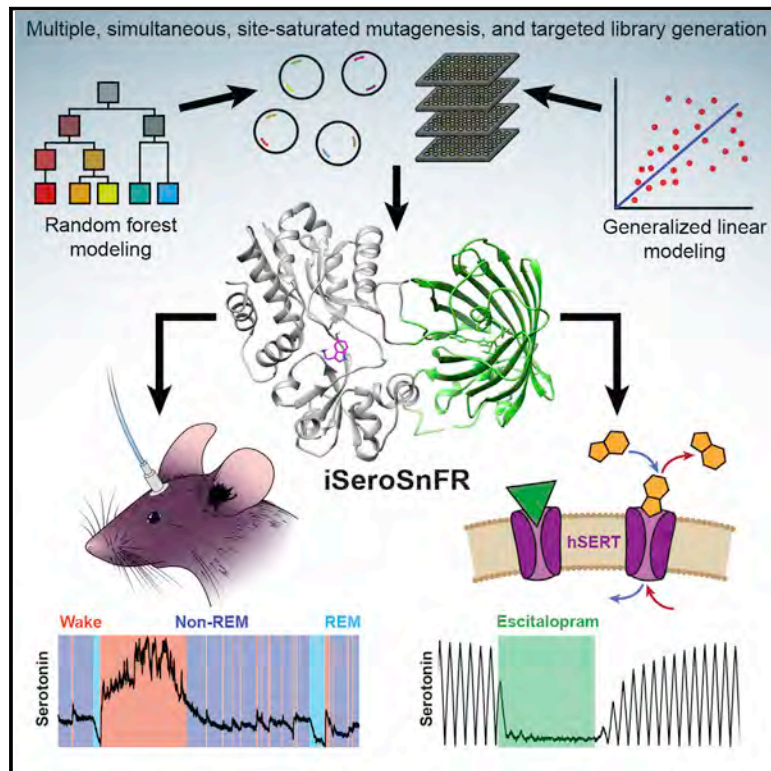 Multiple, simultaneous, site-saturated mutagenesis, and targeted library generation
Random forest
modeling
Generalized linear
modeling
iSeroSnFR
hSERT
Wake
Non-REM
REM
Serotonin
Escitalopram
Serotonin